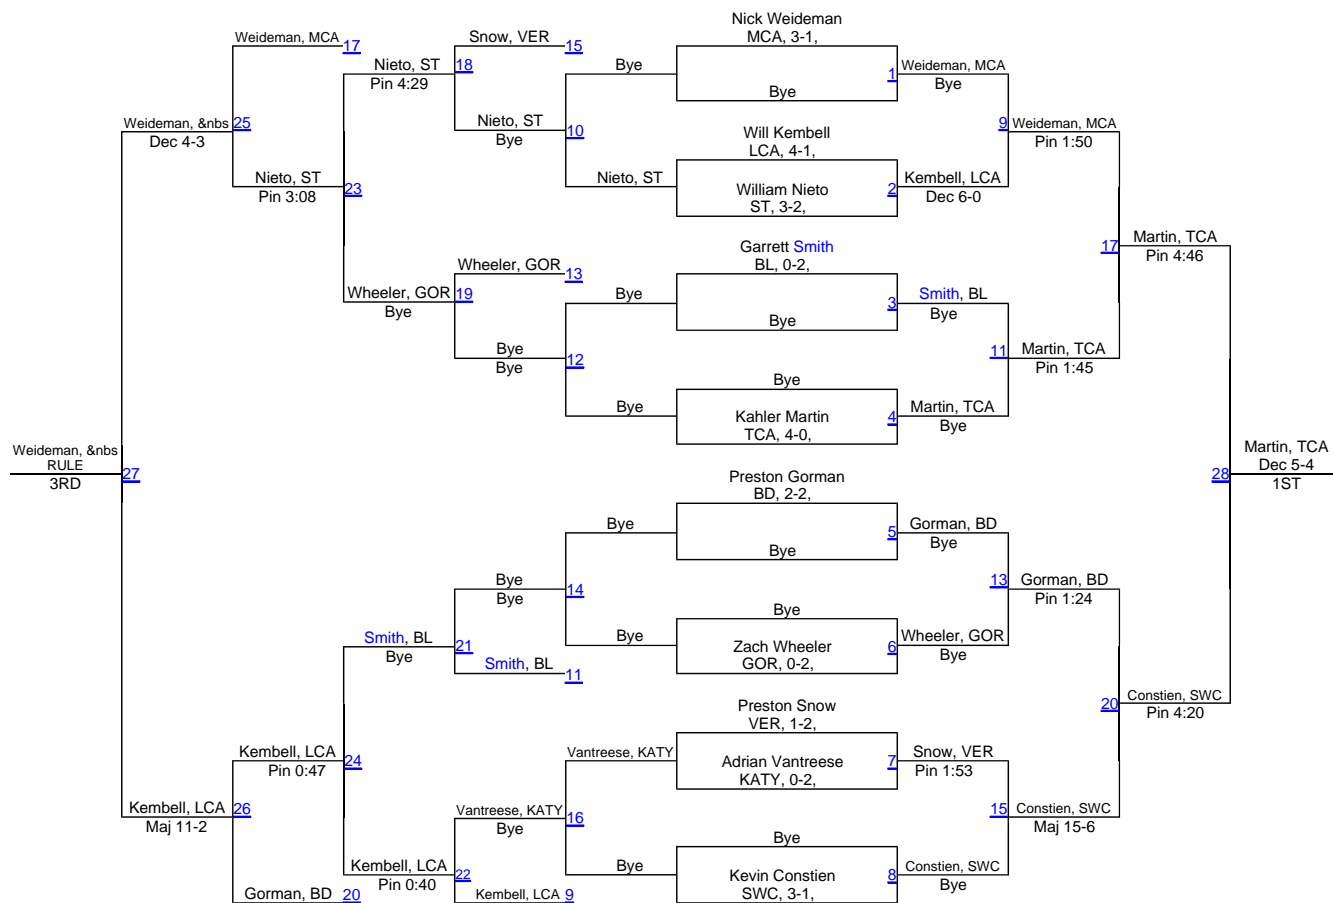 Nick Weideman
MCA, 3-1,
Weideman, MCA 17
Snow, VER 15
Nieto, ST 18
Pin 4:29
Bye
1 Weideman, MCA
Bye
Bye
Weideman, &nbs 25
Dec 4-3
Nieto, ST 10
Bye
Will Kembell
LCA, 4-1,
9 Weideman, MCA
Pin 1:50
Nieto, ST 23
Pin 3:08
Nieto, ST
William Nieto
ST, 3-2,
2 Kembell, LCA
Dec 6-0
Garrett Smith
BL, 0-2,
17 Martin, TCA
Pin 4:46
Wheeler, GOR 13
Wheeler, GOR 19
Bye
Bye
3 Smith, BL
Bye
Bye
Bye
Bye 12
11 Martin, TCA
Pin 1:45
Bye
Bye
Kahler Martin
TCA, 4-0,
4 Martin, TCA
Bye
Weideman, &nbs
RULE 27
3RD
Martin, TCA
28 Dec 5-4
1ST
Preston Gorman
BD, 2-2,
Bye
5 Gorman, BD
Bye
Bye
Bye
Bye 14
13 Gorman, BD
Pin 1:24
Bye
Smith, BL 21
Bye
Bye
Zach Wheeler
GOR, 0-2,
6 Wheeler, GOR
Bye
Smith, BL 11
Preston Snow
VER, 1-2,
20 Constien, SWC
Pin 4:20
Kembell, LCA 24
Pin 0:47
Vantreese, KATY
Adrian Vantreese
KATY, 0-2,
7 Snow, VER
Pin 1:53
Kembell, LCA 26
Maj 11-2
Vantreese, KATY 16
Bye
15 Constien, SWC
Maj 15-6
Bye
Kembell, LCA 22
Pin 0:40
Bye
Kevin Constien
SWC, 3-1,
8 Constien, SWC
Bye
Gorman, BD 20
Kembell, LCA 9